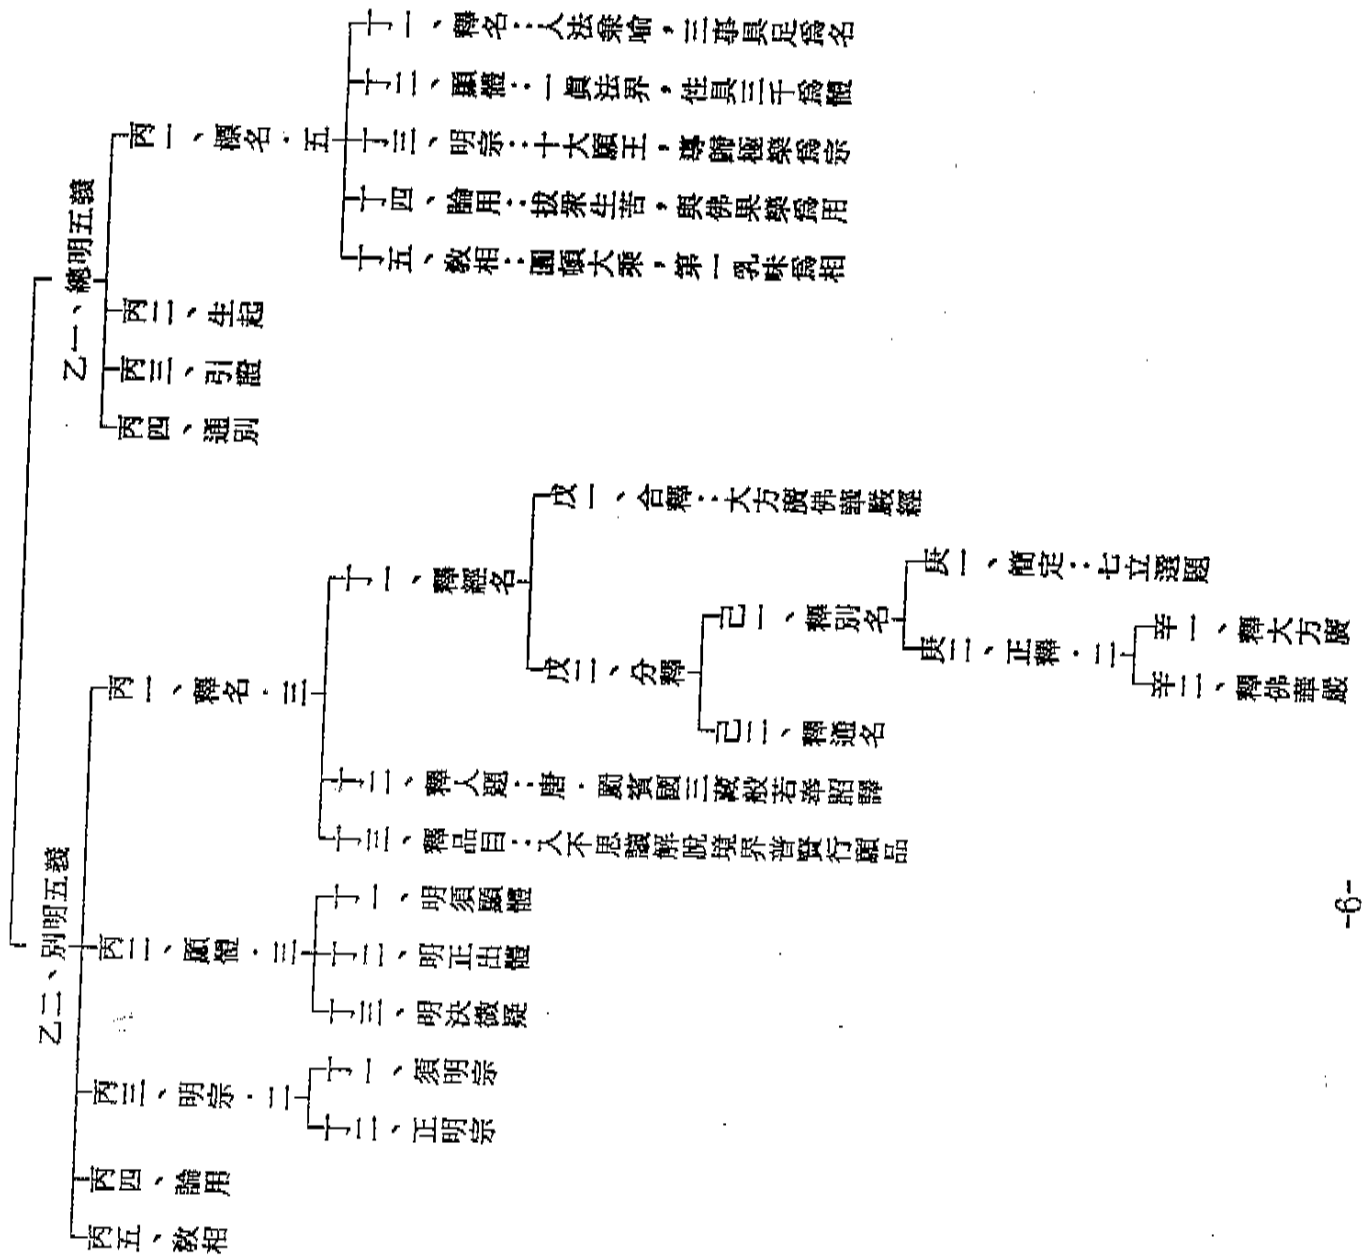 乙一、總明五義
丙一、標名．五
丁一、釋名：人法兼喻，三事具足爲名
丁二、顯體：一眞法界，性具三千爲體
丁三、明宗：十大願王，導歸極樂爲宗
丁四、論用：拔衆生苦，與佛果樂爲用
丁五、敎相：圓頓大乘，第一乳味爲相
丙二、生起
丙三、引證
丙四、通別
乙二、別明五義
丙一、釋名．三
丁一、釋經名
戊一、合釋：大方廣佛華嚴經
戊二、分釋
己一、釋別名
庚一、簡定：七立選題
庚二、正釋．二
辛一、釋大方廣
辛二、釋佛華嚴
己二、釋通名
丁二、釋人題：唐．罽賓國三藏般若奉詔譯
丁三、釋品目：入不思議解脫境界普賢行願品
丙二、顯體．三
丁一、明須顯體
丁二、明正出體
丁三、明決微疑
丙三、明宗．二
丁一、須明宗
丁二、正明宗
丙四、論用
丙五、敎相
-6-